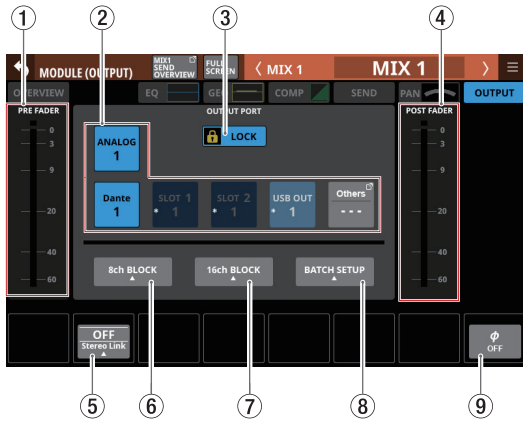 ① ② ③ ④
MODULE (OUTPUT) MIX1 SEND OVERVIEW FULL SCREEN 〈 MIX 1 MIX 1 〉 ≡
OVERVIEW EQ GEQ COMP SEND PAN OUTPUT
PRE FADER OUTPUT PORT POST FADER
LOCK
ANALOG
1
Dante
1
SLOT 1
* 1
SLOT 2
* 1
USB OUT
* 1
Others
- - -
0
3
9
20
40
60
0
3
9
20
40
60
8ch BLOCK 16ch BLOCK BATCH SETUP
OFF
Stereo Link
ϕ
OFF
⑤ ⑥ ⑦ ⑧ ⑨